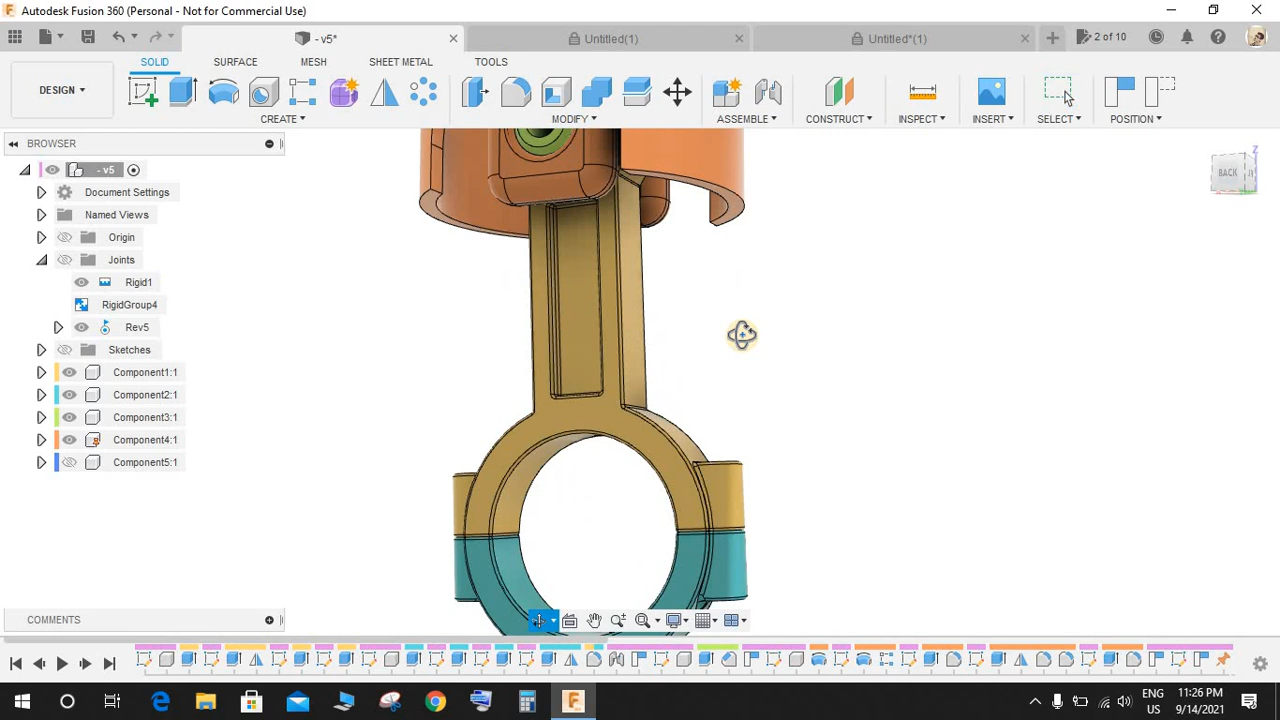 Autodesk Fusion 360 (Personal - Not for Commercial Use)
- v5*
Untitled(1)
Untitled*(1)
2 of 10
SOLID
SURFACE
MESH
SHEET METAL
TOOLS
DESIGN
CREATE
MODIFY
ASSEMBLE
CONSTRUCT
INSPECT
INSERT
SELECT
POSITION
BROWSER
- v5
Document Settings
Named Views
Origin
Joints
Rigid1
RigidGroup4
Rev5
Sketches
Component1:1
Component2:1
Component3:1
Component4:1
Component5:1
Z
BACK
COMMENTS
ENG
US
11:26 PM
9/14/2021